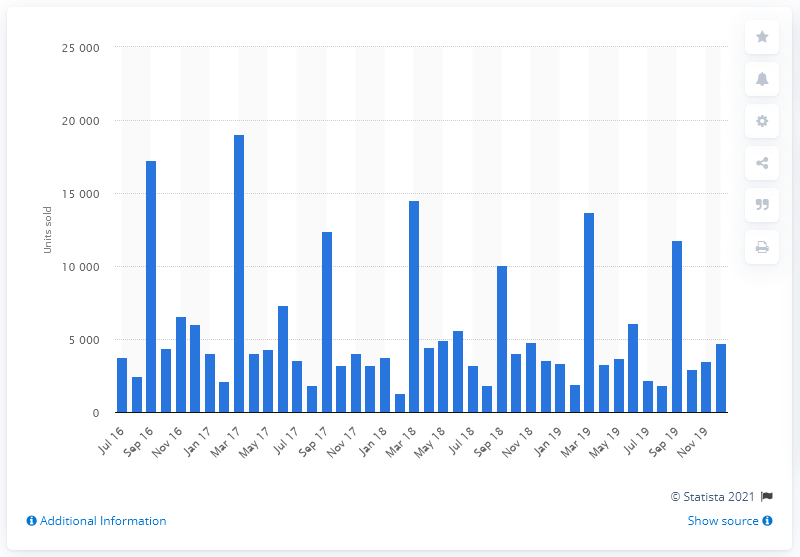 25 000
20 000
15 000
10 000
5 000
0
Units sold
Jul 16
Sep 16
Nov 16
Jan 17
Mar 17
May 17
Jul 17
Sep 17
Nov 17
Jan 18
Mar 18
May 18
Jul 18
Sep 18
Nov 18
Jan 19
Mar 19
May 19
Jul 19
Sep 19
Nov 19
© Statista 2021
Additional Information
Show source